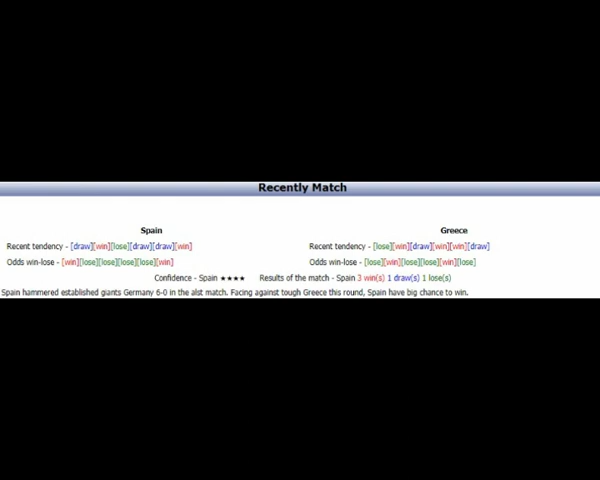 Recently Match
Spain Greece
Recent tendency - [draw][win][lose][draw][draw][win] Recent tendency - [lose][win][draw][win][win][draw]
Odds win-lose - [win][lose][lose][lose][lose][win] Odds win-lose - [lose][win][lose][lose][win][lose]
Confidence - Spain ★★★★ Results of the match - Spain 3 win(s) 1 draw(s) 1 lose(s)
Spain hammered established giants Germany 6-0 in the alst match. Facing against tough Greece this round, Spain have big chance to win.